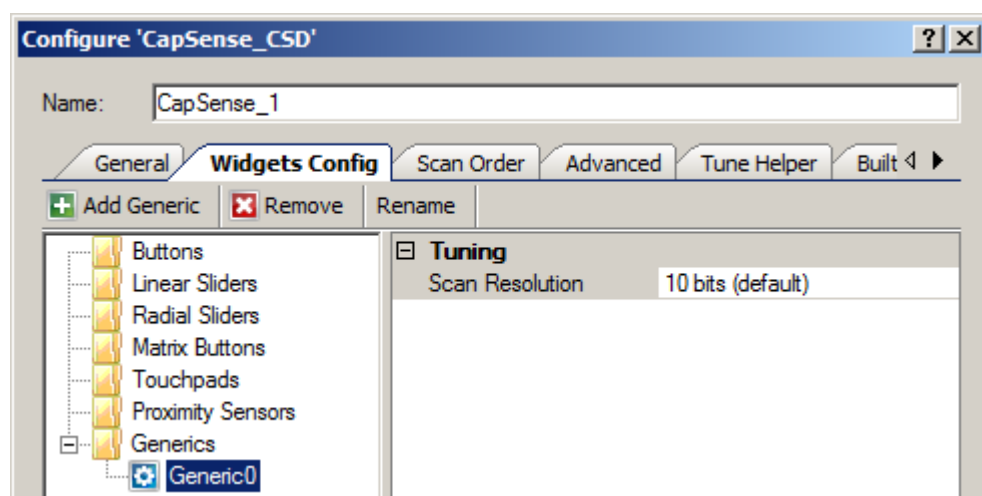 Configure 'CapSense_CSD'
Name: CapSense_1
General Widgets Config Scan Order Advanced Tune Helper Built
Add Generic Remove Rename
Buttons
Linear Sliders
Radial Sliders
Matrix Buttons
Touchpads
Proximity Sensors
Generics
Generic0
Tuning
Scan Resolution 10 bits (default)